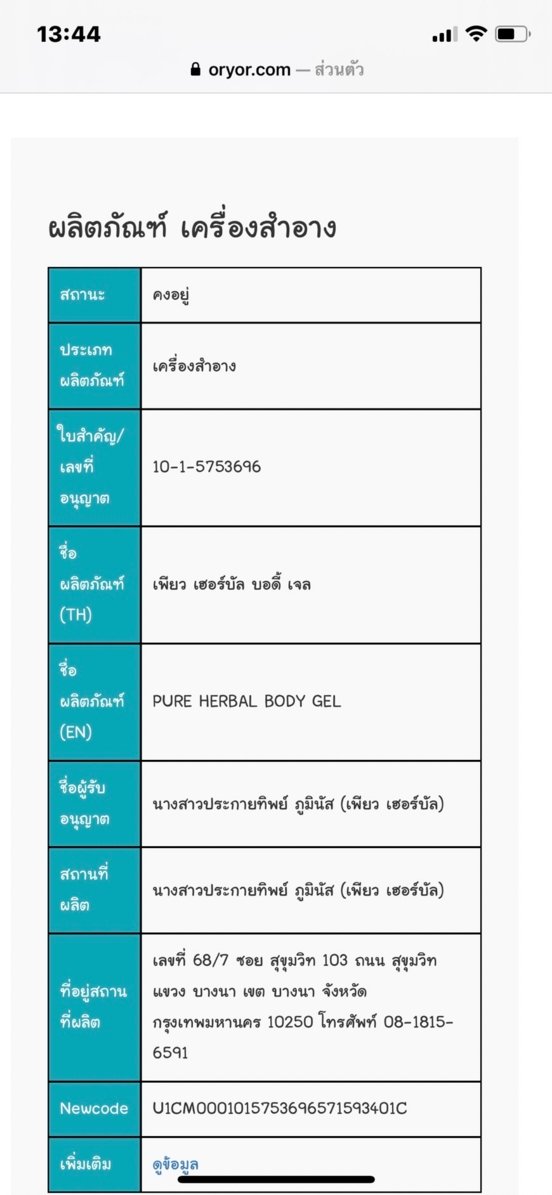 13:44
oryor.com — ส่วนตัว
ผลิตภัณฑ์ เครื่องสำอาง
สถานะ
คงอยู่
ประเภท
ผลิตภัณฑ์
เครื่องสำอาง
ใบสำคัญ/
เลขที่
อนุญาต
10-1-5753696
ชื่อ
ผลิตภัณฑ์
(TH)
เพียว เฮอร์บัล บอดี้ เจล
ชื่อ
ผลิตภัณฑ์
(EN)
PURE HERBAL BODY GEL
ชื่อผู้รับ
อนุญาต
นางสาวประกายทิพย์ ภูมินัส (เพียว เฮอร์บัล)
สถานที่
ผลิต
นางสาวประกายทิพย์ ภูมินัส (เพียว เฮอร์บัล)
ที่อยู่สถาน
ที่ผลิต
เลขที่ 68/7 ซอย สุขุมวิท 103 ถนน สุขุมวิท
แขวง บางนา เขต บางนา จังหวัด
กรุงเทพมหานคร 10250 โทรศัพท์ 08-1815-
6591
Newcode
U1CM0001015753696571593401C
เพิ่มเติม
ดูข้อมูล